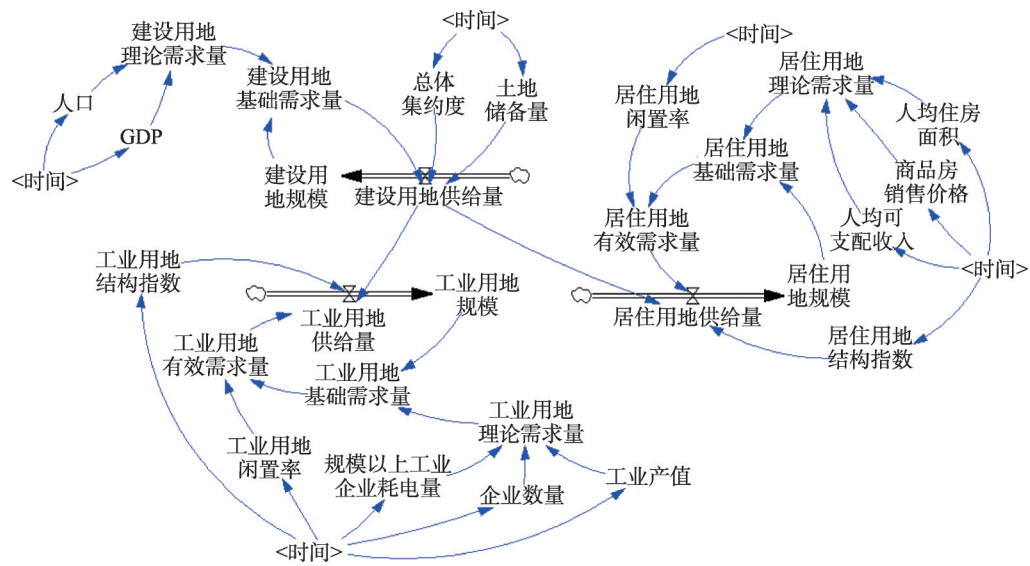 建设用地
理论需求量
人口
GDP
<时间>
建设用地
基础需求量
建设用
地规模
<时间>
总体
集约度
土地
储备量
建设用地供给量
<时间>
居住用地
闲置率
居住用地
理论需求量
人均住房
面积
居住用地
基础需求量
商品房
销售价格
居住用地
有效需求量
人均可
支配收入
<时间>
居住用
地规模
居住用地供给量
居住用地
结构指数
工业用地
结构指数
工业用地
规模
工业用地
供给量
工业用地
有效需求量
工业用地
基础需求量
工业用地
理论需求量
工业用地
闲置率
规模以上工业
企业耗电量
企业数量
工业产值
<时间>